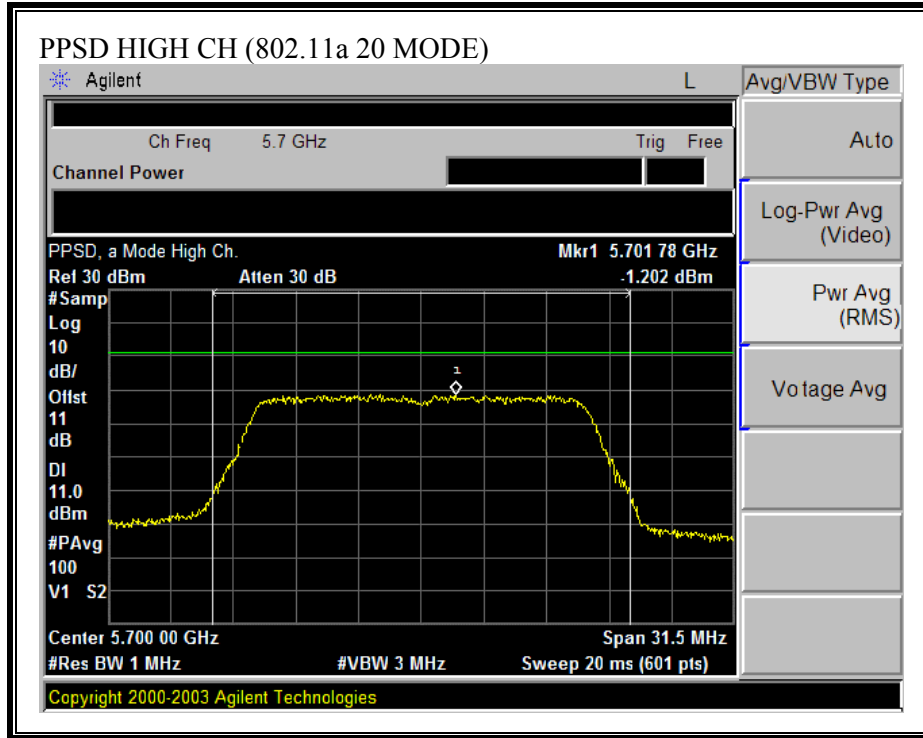 PPSD HIGH CH (802.11a 20 MODE)
Agilent L Avg/VBW Type
Ch Freq 5.7 GHz Trig Free
Channel Power
Auto
Log-Pwr Avg
(Video)
Pwr Avg
(RMS)
Vo tage Avg
PPSD, a Mode High Ch. Mkr1 5.701 78 GHz
Ref 30 dBm Atten 30 dB -1.202 dBm
#Samp
Log
10
dB/
Offst
11
dB
DI
11.0
dBm
#PAvg
100
V1 S2
1
Center 5.700 00 GHz Span 31.5 MHz
#Res BW 1 MHz #VBW 3 MHz Sweep 20 ms (601 pts)
Copyright 2000-2003 Agilent Technologies